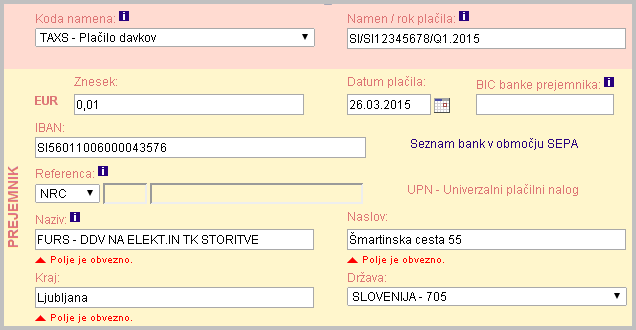 Koda namena: i
Namen / rok plačila: i
TAXS - Plačilo davkov
SI/SI12345678/Q1.2015
PREJEMNIK
Znesek:
Datum plačila:
BIC banke prejemnika: i
EUR
0,01
26.03.2015
IBAN:
SI56011006000043576
Seznam bank v območju SEPA
Referenca: i
NRC
UPN - Univerzalni plačilni nalog
Naziv: i
Naslov:
FURS - DDV NA ELEKT.IN TK STORITVE
Šmartinska cesta 55
Polje je obvezno.
Polje je obvezno.
Kraj:
Država:
Ljubljana
SLOVENIJA - 705
Polje je obvezno.